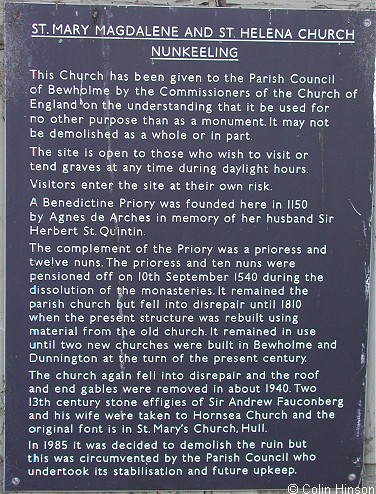 ST. MARY MAGDALENE AND ST. HELENA CHURCH
NUNKEELING
This Church has been given to the Parish Council
of Bewholme by the Commissioners of the Church of
England on the understanding that it be used for
no other purpose than as a monument. It may not
be demolished as a whole or in part.
The site is open to those who wish to visit or
tend graves at any time during daylight hours.
Visitors enter the site at their own risk.
A Benedictine Priory was founded here in 1150
by Agnes de Arches in memory of her husband Sir
Herbert St. Quintin.
The complement of the Priory was a prioress and
twelve nuns. The prioress and ten nuns were
pensioned off on 10th September 1540 during the
dissolution of the monasteries. It remained the
parish church but fell into disrepair until 1810
when the present structure was rebuilt using
material from the old church. It remained in use
until two new churches were built in Bewholme and
Dunnington at the turn of the present century.
The church again fell into disrepair and the roof
and end gables were removed in about 1940. Two
13th century stone effigies of Sir Andrew Fauconberg
and his wife were taken to Hornsea Church and the
original font is in St. Mary's Church, Hull.
In 1985 it was decided to demolish the ruin but
this was circumvented by the Parish Council who
undertook its stabilisation and future upkeep.
© Colin Hinson